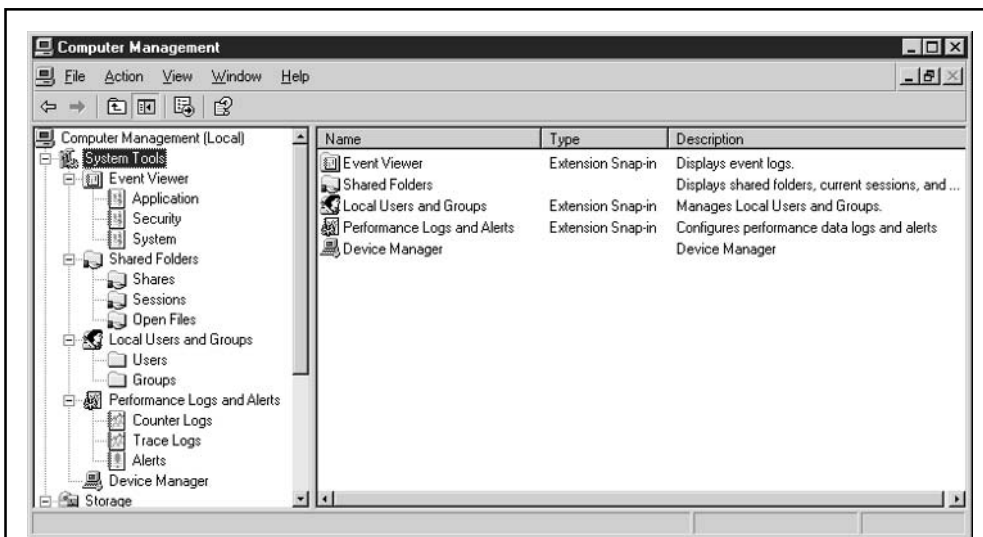 Computer Management
File Action View Window Help
Computer Management (Local)
System Tools
Event Viewer
Application
Security
System
Shared Folders
Shares
Sessions
Open Files
Local Users and Groups
Users
Groups
Performance Logs and Alerts
Counter Logs
Trace Logs
Alerts
Device Manager
Storage
Name Type Description
Event Viewer Extension Snap-in Displays event logs.
Shared Folders Displays shared folders, current sessions, and ...
Local Users and Groups Extension Snap-in Manages Local Users and Groups.
Performance Logs and Alerts Extension Snap-in Configures performance data logs and alerts
Device Manager Device Manager